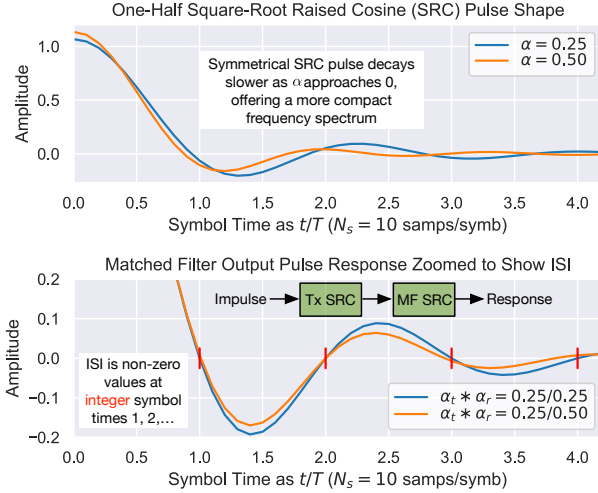 One-Half Square-Root Raised Cosine (SRC) Pulse Shape
1.0
0.5
0.0
Amplitude
Symmetrical SRC pulse decays
slower as α approaches 0,
offering a more compact
frequency spectrum
α = 0.25
α = 0.50
0.0 0.5 1.0 1.5 2.0 2.5 3.0 3.5 4.0
Symbol Time as t/T (Nₛ = 10 samps/symb)
Matched Filter Output Pulse Response Zoomed to Show ISI
0.2
0.1
0.0
−0.1
−0.2
Amplitude
Impulse Tx SRC MF SRC Response
ISI is non-zero
values at
integer symbol
times 1, 2,...
αₜ * αᵣ = 0.25/0.25
αₜ * αᵣ = 0.25/0.50
0.0 0.5 1.0 1.5 2.0 2.5 3.0 3.5 4.0
Symbol Time as t/T (Nₛ = 10 samps/symb)